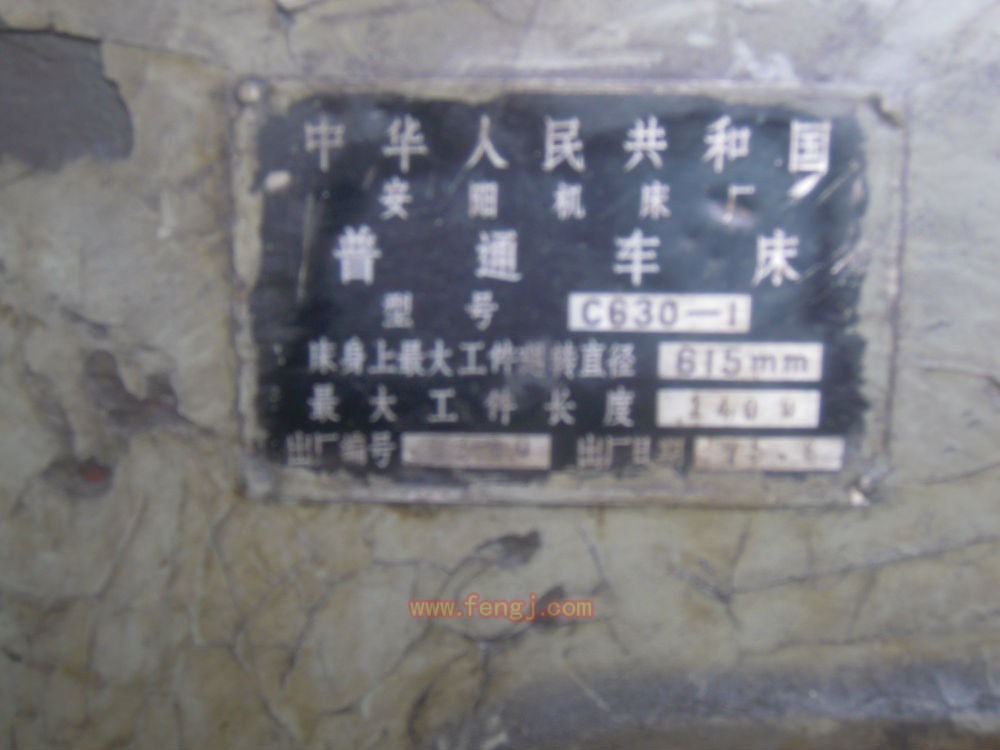 中华人民共和国
安阳机床厂
普通车床
型号 C630—1
床身上最大工件迴转直径 615mm
最大工件长度
出厂编号 出厂日期
www.fengj.com